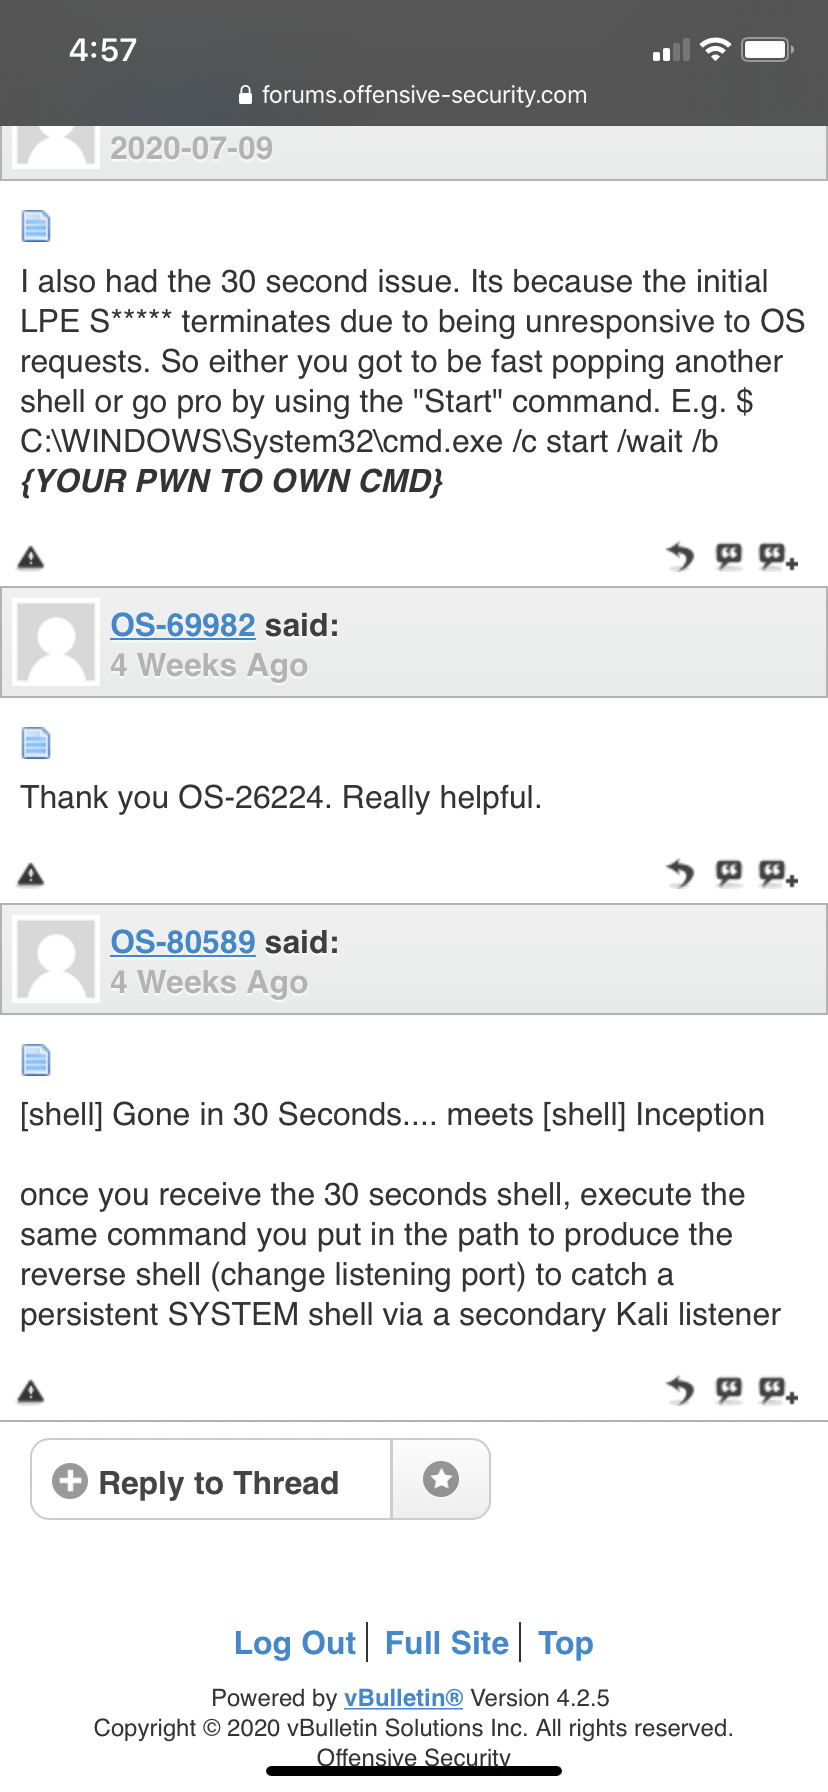 4:57
forums.offensive-security.com
2020-07-09
I also had the 30 second issue. Its because the initial
LPE S***** terminates due to being unresponsive to OS
requests. So either you got to be fast popping another
shell or go pro by using the "Start" command. E.g. $
C:\WINDOWS\System32\cmd.exe /c start /wait /b
{YOUR PWN TO OWN CMD}
OS-69982 said:
4 Weeks Ago
Thank you OS-26224. Really helpful.
OS-80589 said:
4 Weeks Ago
[shell] Gone in 30 Seconds.... meets [shell] Inception
once you receive the 30 seconds shell, execute the
same command you put in the path to produce the
reverse shell (change listening port) to catch a
persistent SYSTEM shell via a secondary Kali listener
Reply to Thread
Log Out | Full Site | Top
Powered by vBulletin® Version 4.2.5
Copyright © 2020 vBulletin Solutions Inc. All rights reserved.
Offensive Security